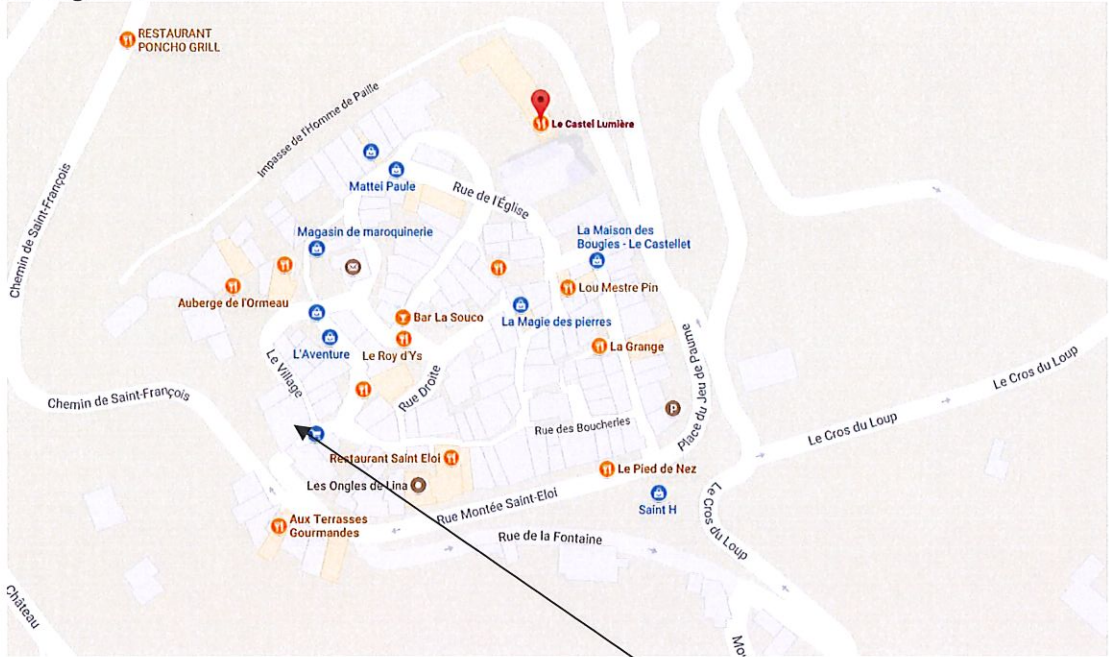 RESTAURANT
PONCHO GRILL
Impasse de l'Homme de Paille
Le Castel Lumière
Chemin de Saint-François
Mattei Paule
Rue de l'Église
Magasin de maroquinerie
La Maison des
Bougies - Le Castellet
Auberge de l'Ormeau
Lou Mestre Pin
Bar La Souco
La Magie des pierres
L'Aventure
Le Roy d'Ys
La Grange
Le Village
Rue Droite
Place du Jeu de Paume
Le Cros du Loup
Chemin de Saint-François
P
Rue des Boucheries
Le Cros du Loup
Restaurant Saint Eloi
Le Pied de Nez
Les Ongles de Lina
Rue Montée Saint-Eloi
Saint H
Le Cros du Loup
Aux Terrasses
Gourmandes
Rue de la Fontaine
Château